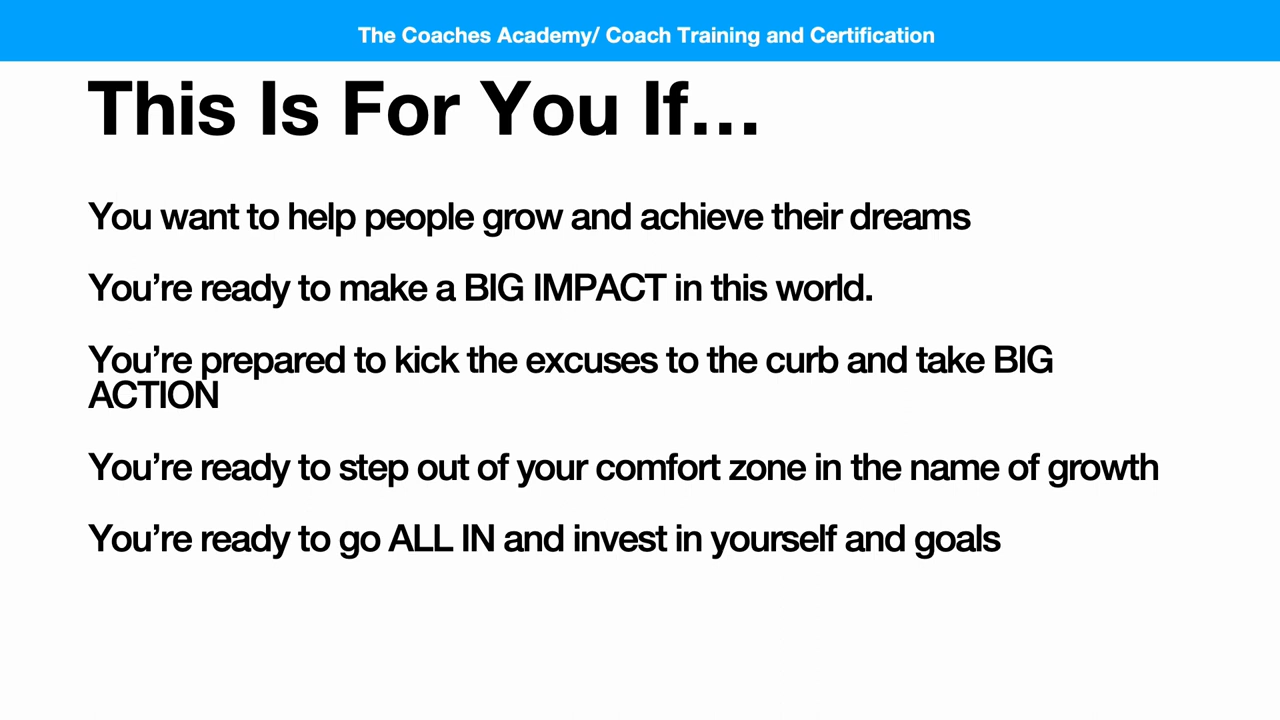 The Coaches Academy/ Coach Training and Certification
This Is For You If...
You want to help people grow and achieve their dreams
You’re ready to make a BIG IMPACT in this world.
You’re prepared to kick the excuses to the curb and take BIG
ACTION
You’re ready to step out of your comfort zone in the name of growth
You’re ready to go ALL IN and invest in yourself and goals